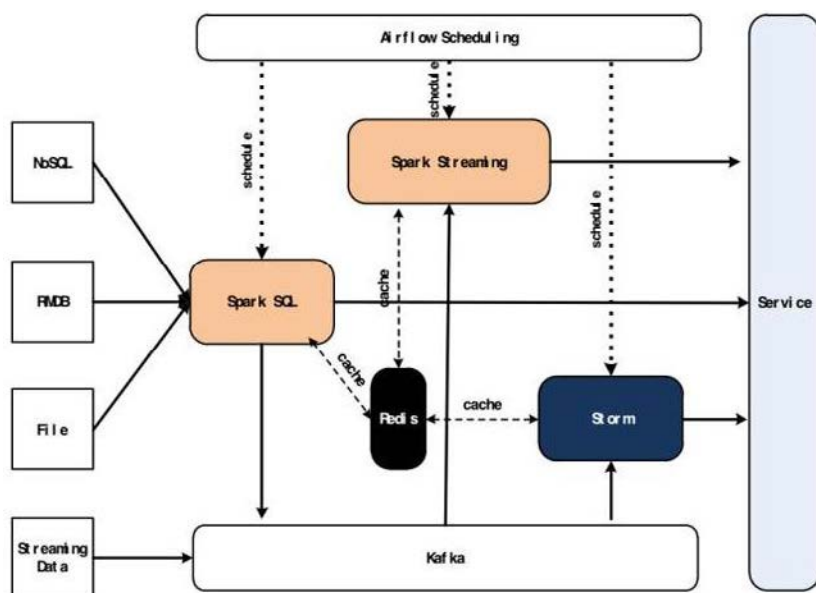 Airflow Scheduling
schedule
schedule
schedule
NoSQL
Spark Streaming
RMDB
Spark SQL
cache
Service
cache
File
Redis
cache
Storm
Streaming
Data
Kafka